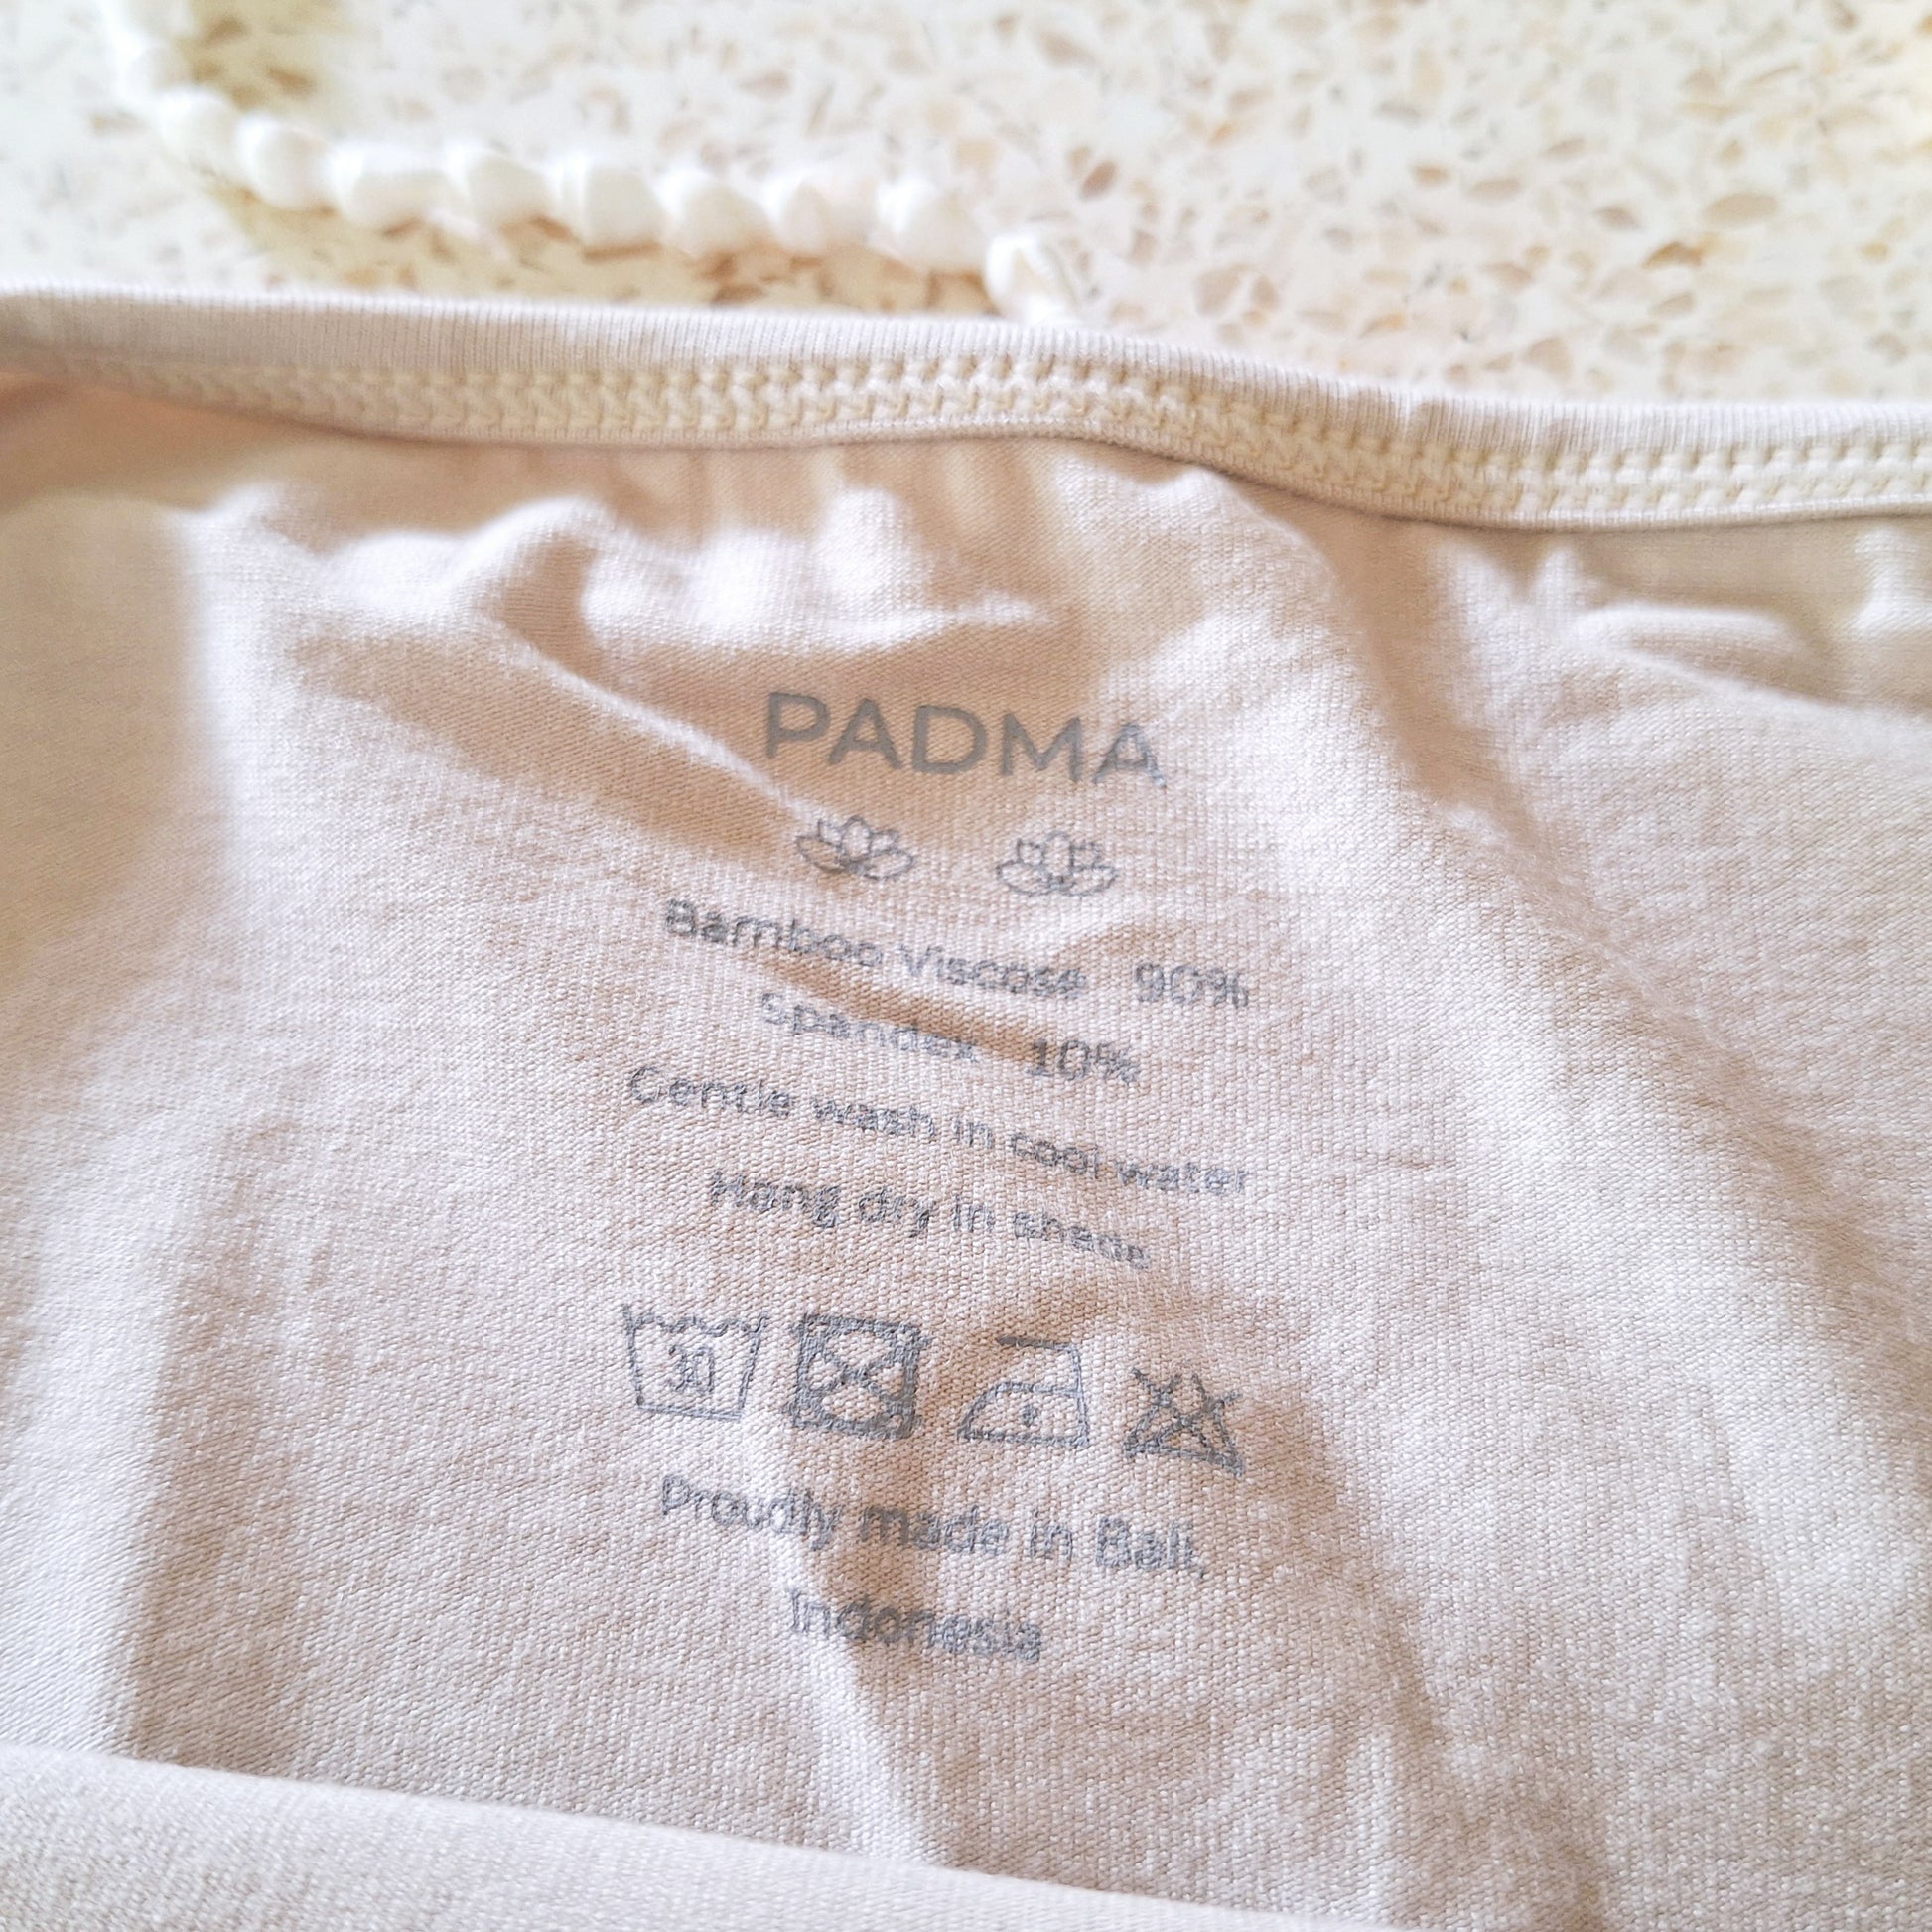 PADMA
Bamboo Viscose 90%
Spandex 10%
Gentle wash in cool water
Hang dry in shade
30
Proudly made in Bali,
Indonesia